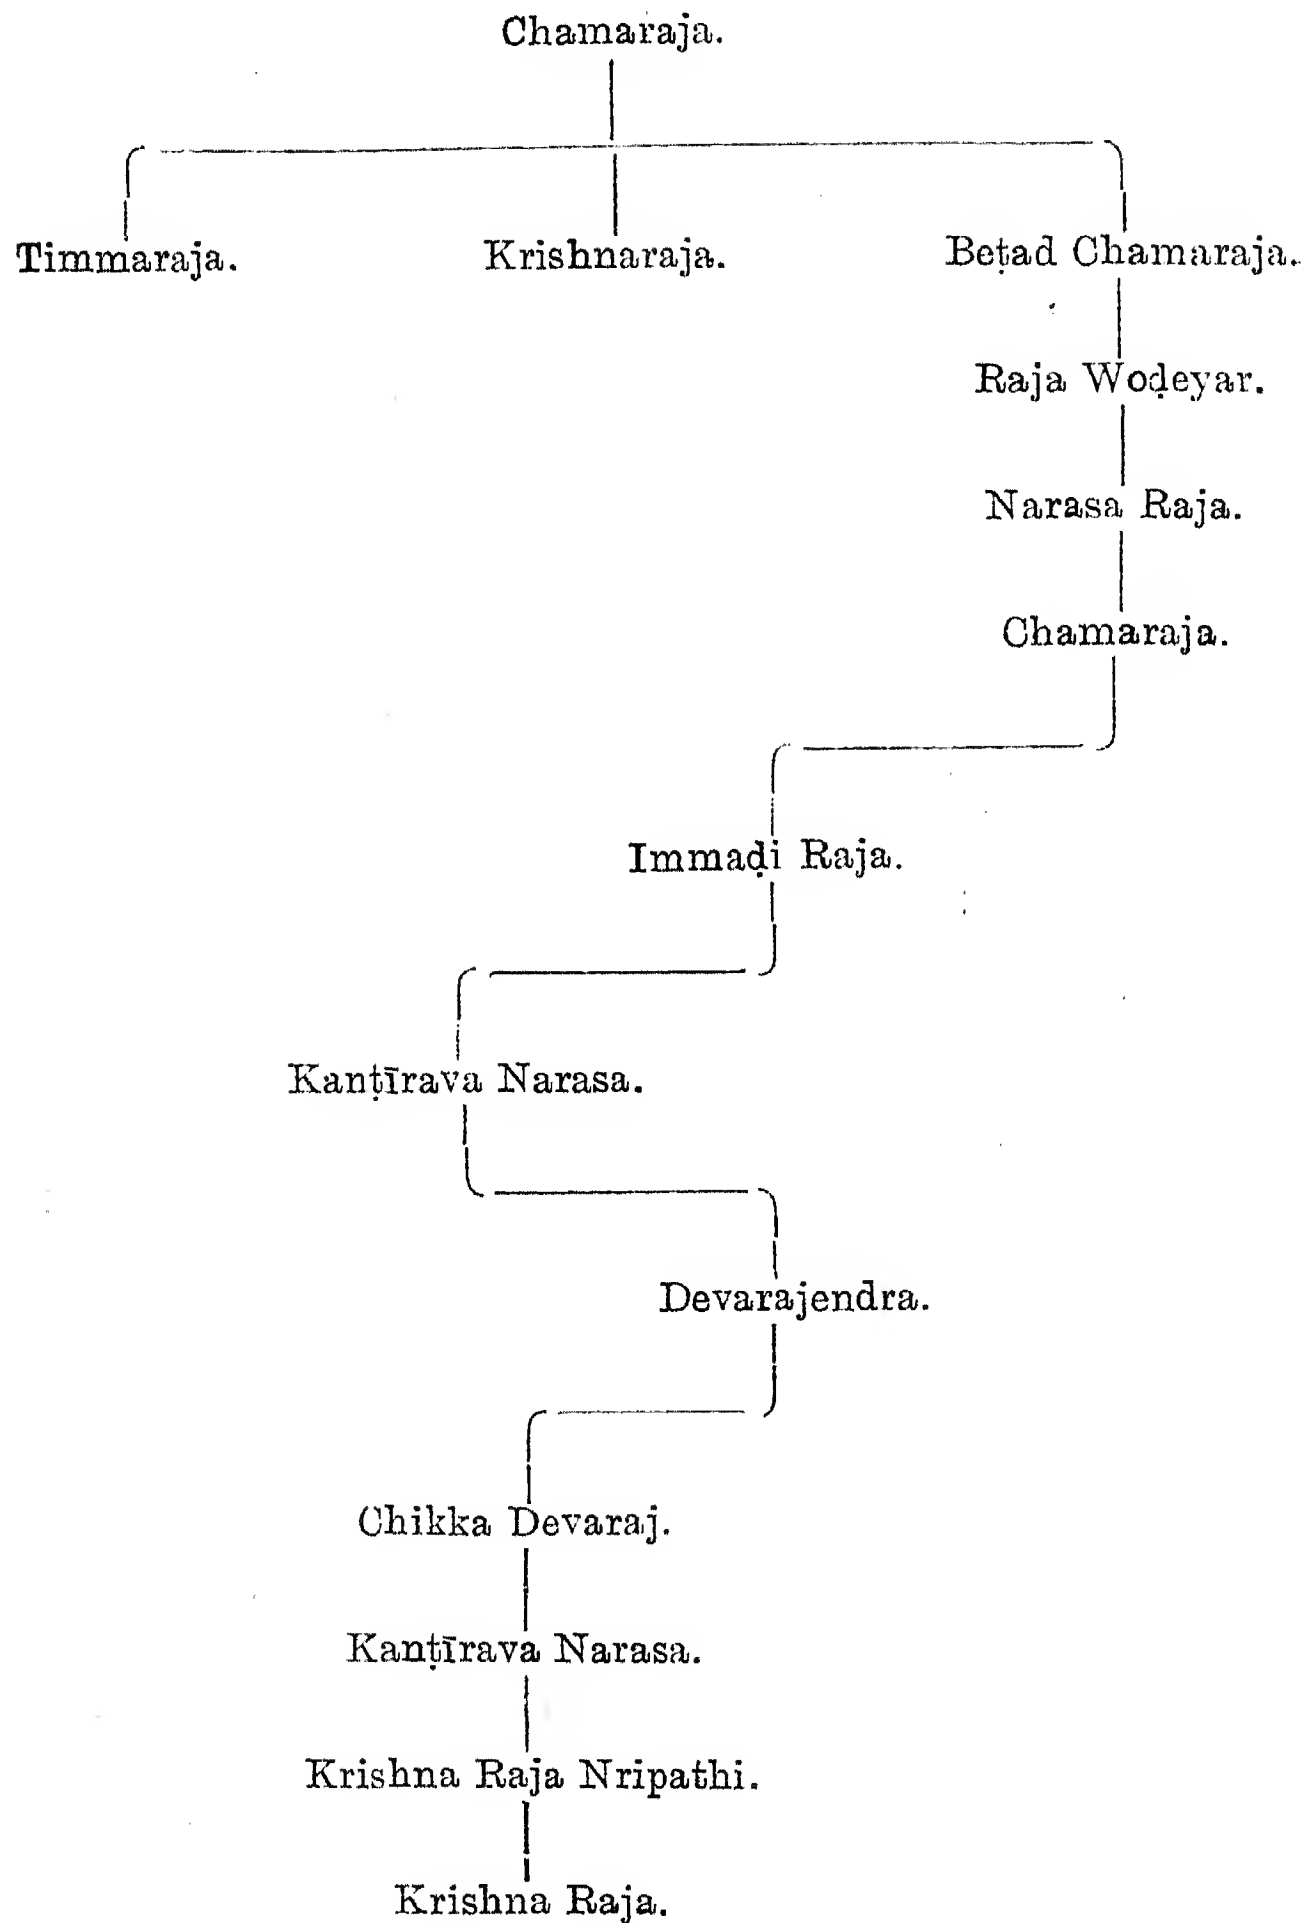 Chamaraja.
Timmaraja. Krishnaraja. Beṭad Chamaraja.
Raja Woḍeyar.
Narasa Raja.
Chamaraja.
Immaḍi Raja.
Kanṭīrava Narasa.
Devarajendra.
Chikka Devaraj.
Kanṭīrava Narasa.
Krishna Raja Nripathi.
Krishna Raja.